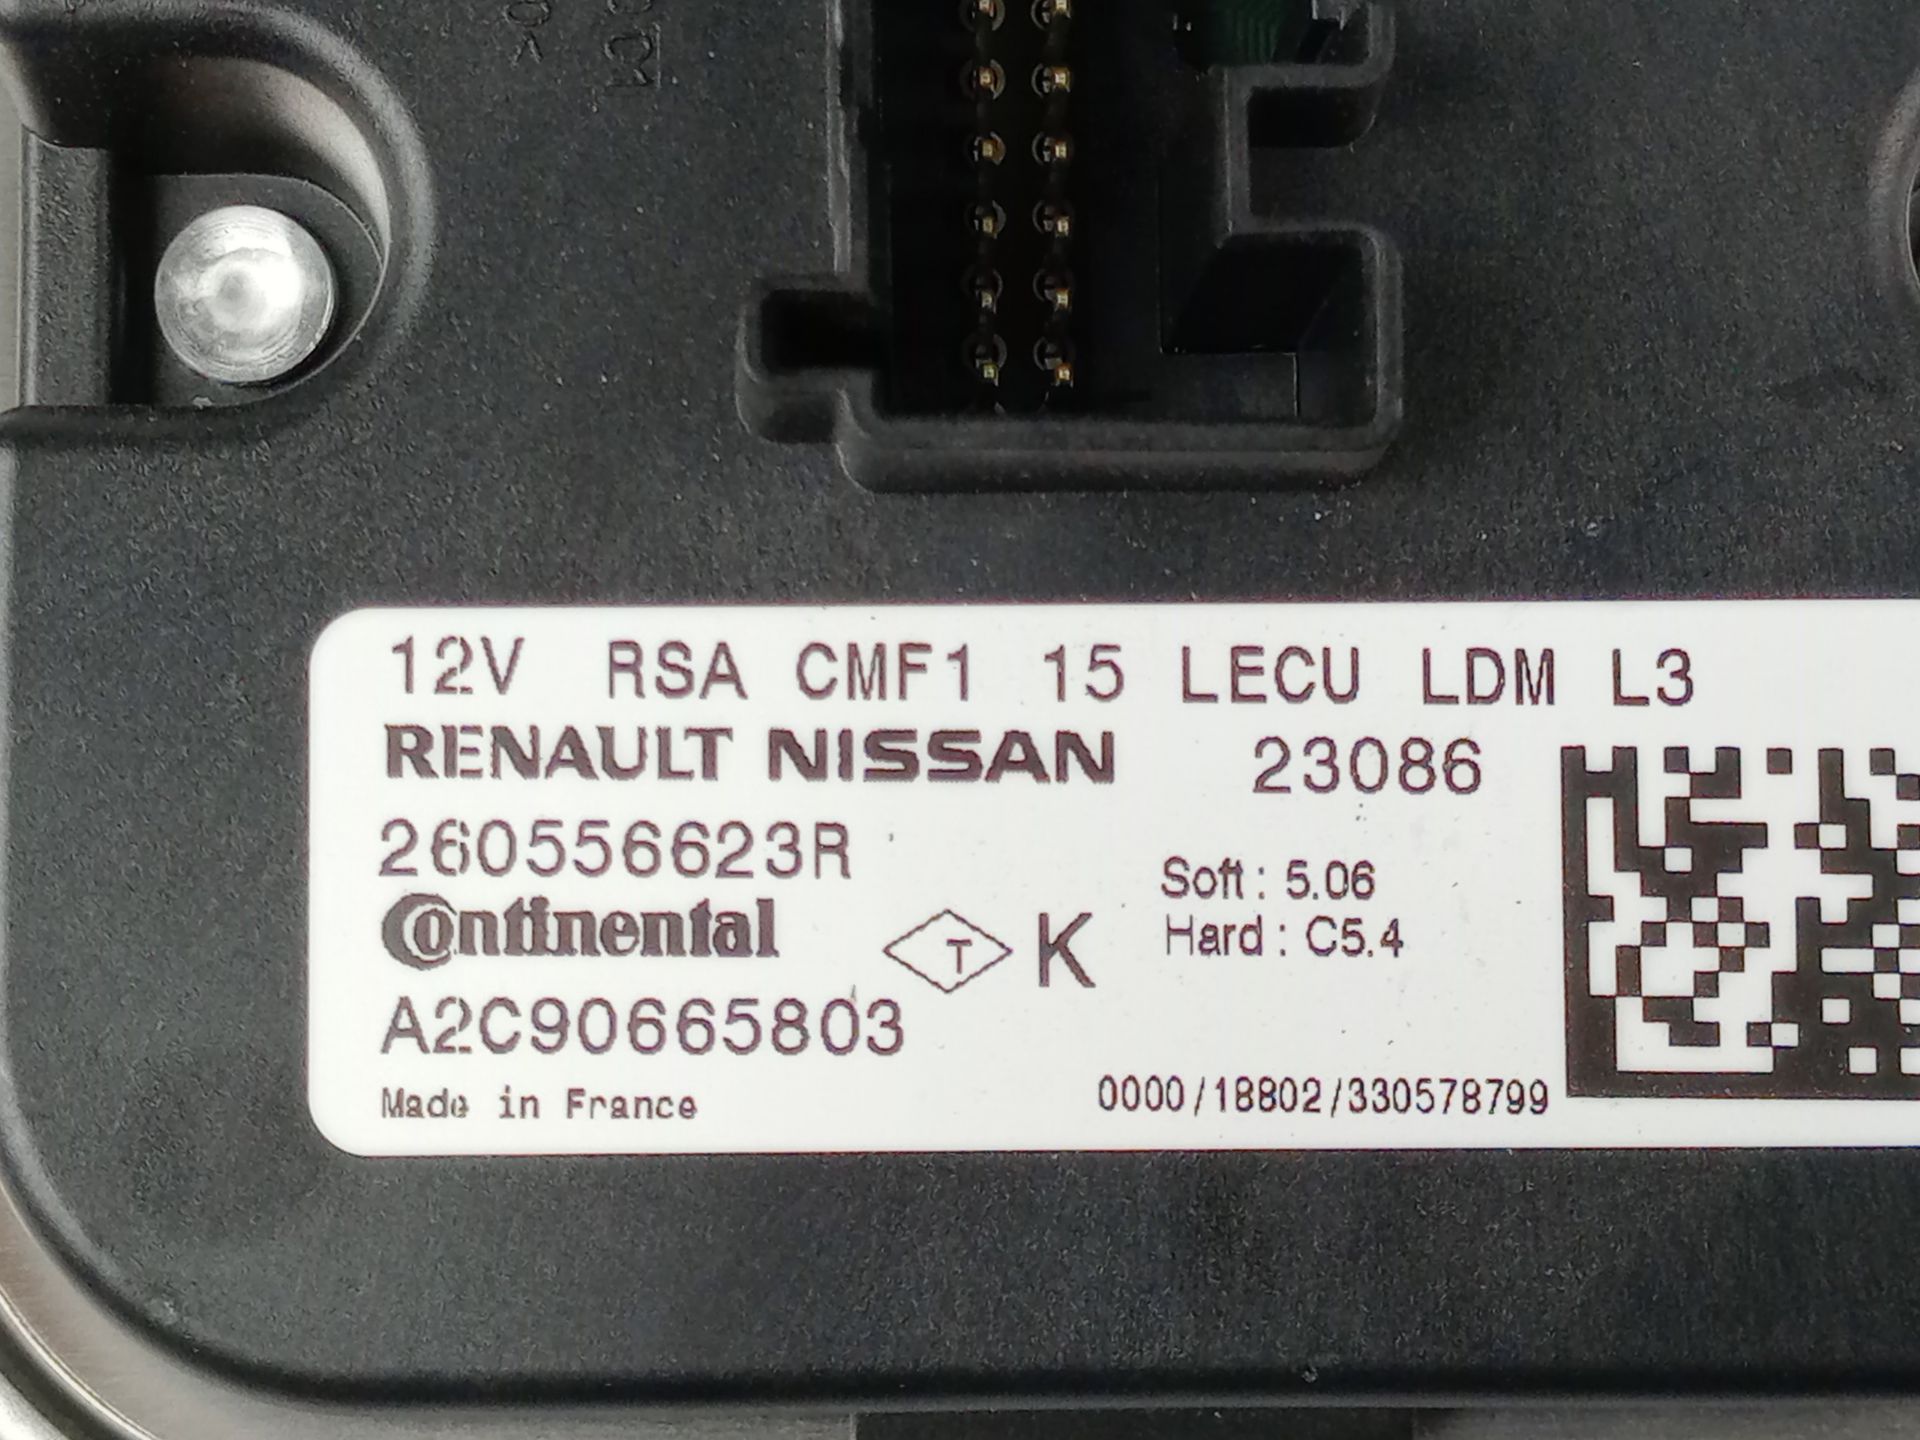 12V RSA CMF1 15 LECU LDM L3
RENAULT NISSAN 23086
260556623R
Soft : 5.06
Continental T K Hard : C5.4
A2C90665803
Made in France 0000/18802/330578799